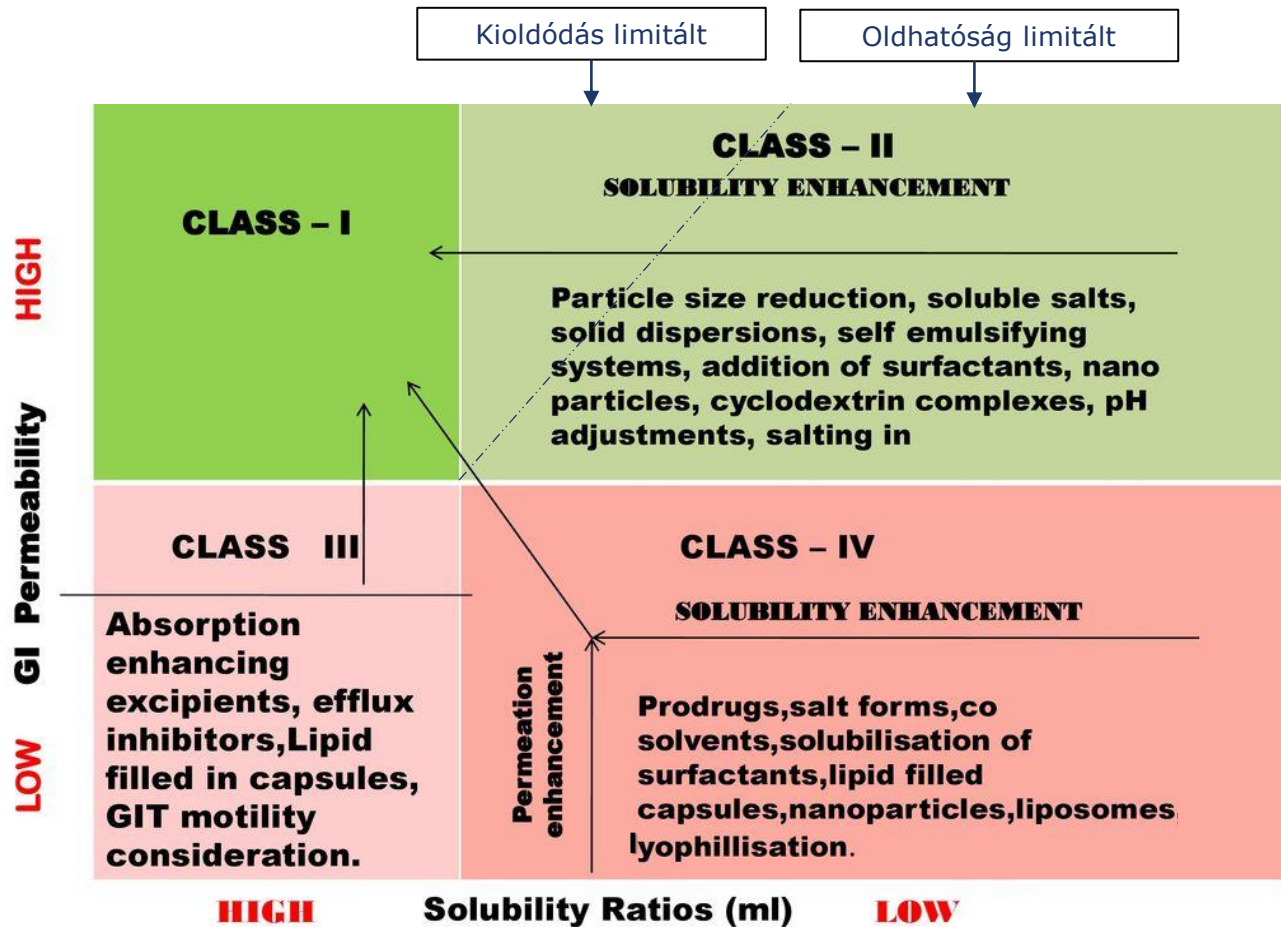 Kioldódás limitált
Oldhatóság limitált
CLASS – I
CLASS – II
SOLUBILITY ENHANCEMENT
Particle size reduction, soluble salts,
solid dispersions, self emulsifying
systems, addition of surfactants, nano
particles, cyclodextrin complexes, pH
adjustments, salting in
HIGH
GI Permeability
LOW
CLASS III
Absorption
enhancing
excipients, efflux
inhibitors,Lipid
filled in capsules,
GIT motility
consideration.
CLASS – IV
SOLUBILITY ENHANCEMENT
Permeation
enhancement
Prodrugs,salt forms,co
solvents,solubilisation of
surfactants,lipid filled
capsules,nanoparticles,liposomes,
lyophillisation.
HIGH Solubility Ratios (ml) LOW